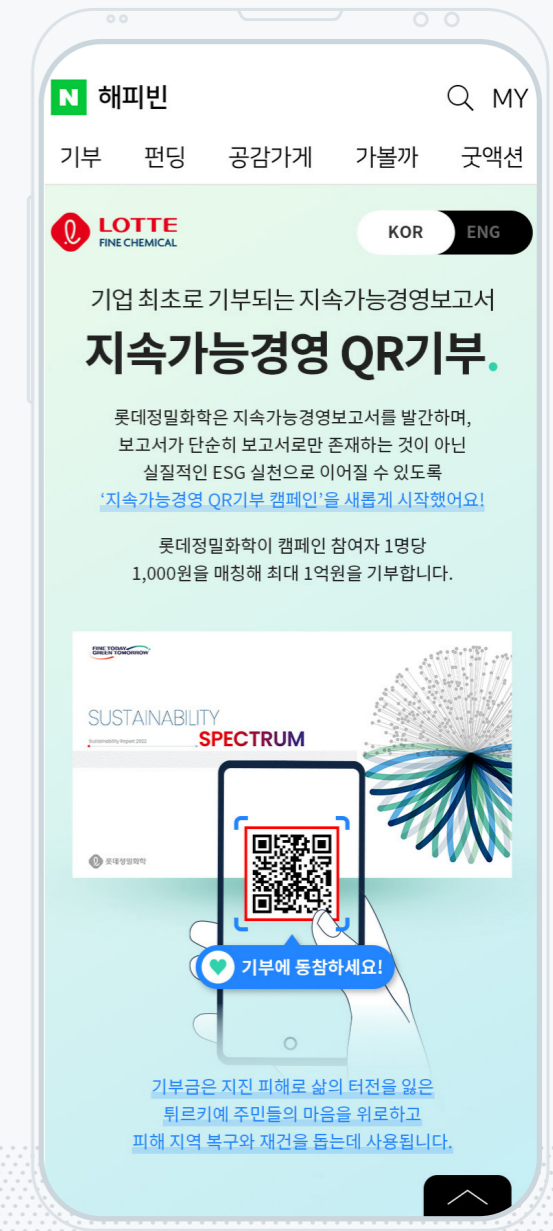 N 해피빈 MY
기부 펀딩 공감가게 가볼까 굿액션
LOTTE
FINE CHEMICAL
KOR ENG
기업 최초로 기부되는 지속가능경영보고서
지속가능경영 QR기부.
롯데정밀화학은 지속가능경영보고서를 발간하며,
보고서가 단순히 보고서로만 존재하는 것이 아닌
실질적인 ESG 실천으로 이어질 수 있도록
‘지속가능경영 QR기부 캠페인’을 새롭게 시작했어요!
롯데정밀화학이 캠페인 참여자 1명당
1,000원을 매칭해 최대 1억원을 기부합니다.
FINE TODAY
GREEN TOMORROW
SUSTAINABILITY
Sustainability Report 2022
SPECTRUM
롯데정밀화학
기부에 동참하세요!
기부금은 지진 피해로 삶의 터전을 잃은
튀르키예 주민들의 마음을 위로하고
피해 지역 복구와 재건을 돕는데 사용됩니다.